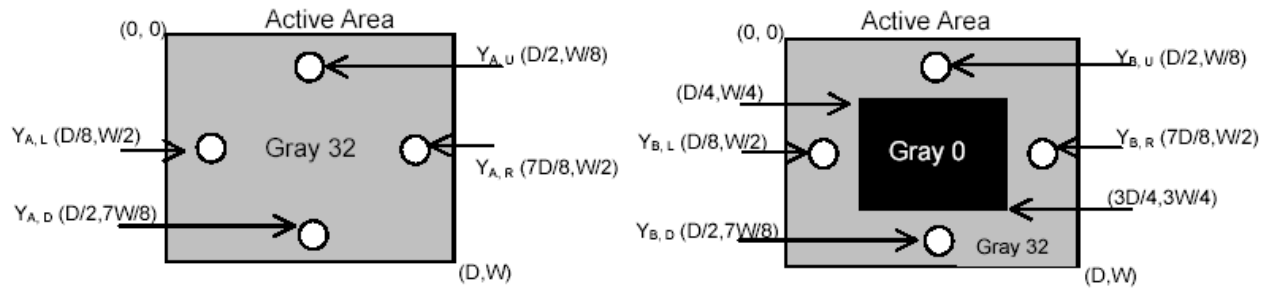 Active Area
(0, 0)
YA, U (D/2,W/8)
YA, L (D/8,W/2)
Gray 32
YA, R (7D/8,W/2)
YA, D (D/2,7W/8)
(D,W)
Active Area
(0, 0)
YB, U (D/2,W/8)
(D/4,W/4)
YB, L (D/8,W/2)
Gray 0
YB, R (7D/8,W/2)
(3D/4,3W/4)
YB, D (D/2,7W/8)
Gray 32
(D,W)